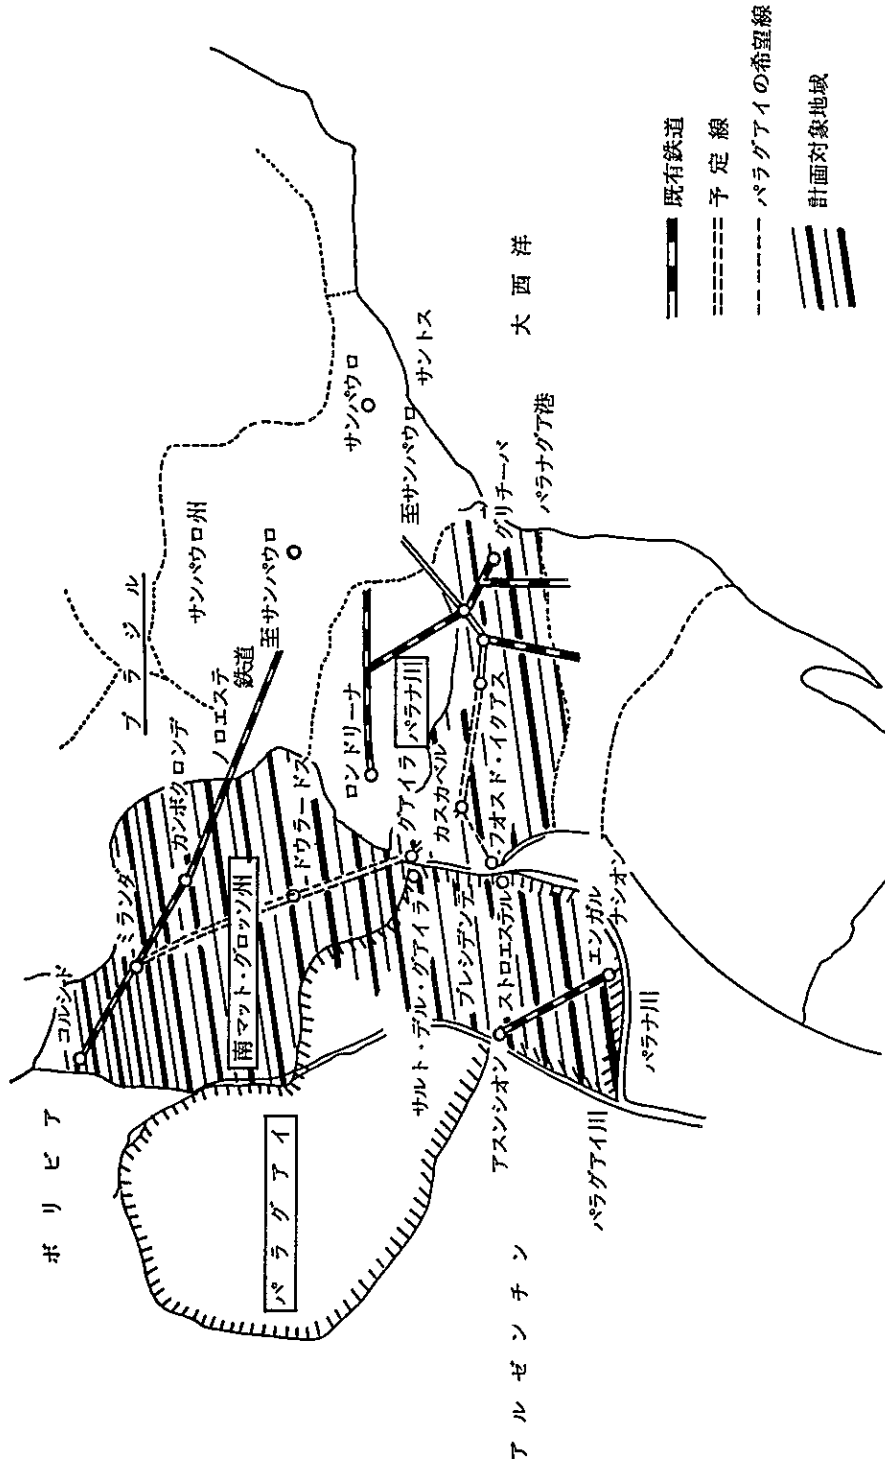 ボリビア
ブラジル
コルンバ
ミランダ
カンポグロンデ
ノロエステ
鉄道
至サンパウロ
サンパウロ州
サンパウロ
南マット・グロッソ州
ドウラードス
ロンドリーナ
パラナ川
至サンパウロ
サントス
パラグアイ
サルト・デル・グアイラ
グアイラ
カスカベル
プレシデンテ
ストロエステル
フォスド・イクアス
クリチーバ
パラナグア港
大西洋
アスンシオン
エンカル
ナシオン
パラナ川
パラグアイ川
アルゼンチン
既有鉄道
予定線
パラグアイの希望線
計画対象地域